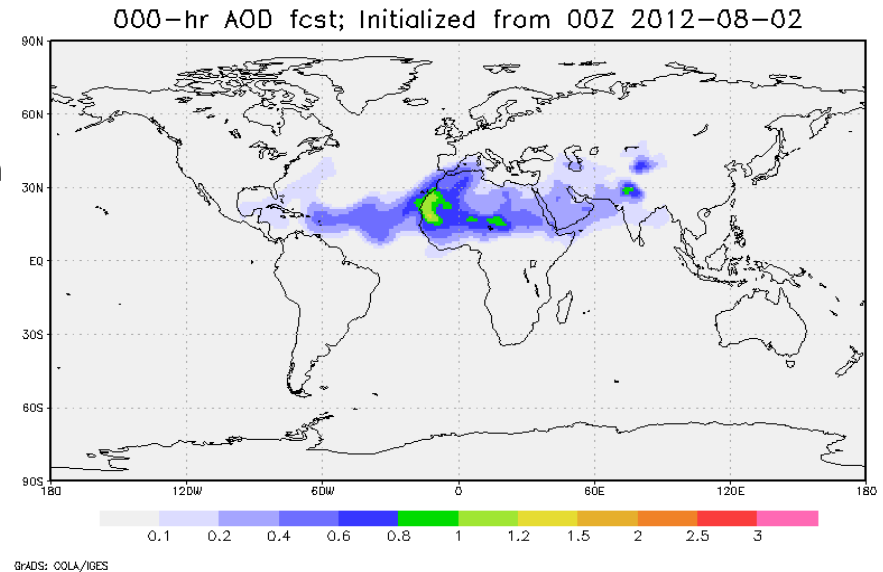 000-hr AOD fcst; Initialized from 00Z 2012-08-02
90N
60N
30N
EQ
30S
60S
90S
180 120W 60W 0 60E 120E 180
0.1 0.2 0.4 0.6 0.8 1 1.2 1.5 2 2.5 3
GrADS: COLA/IGES